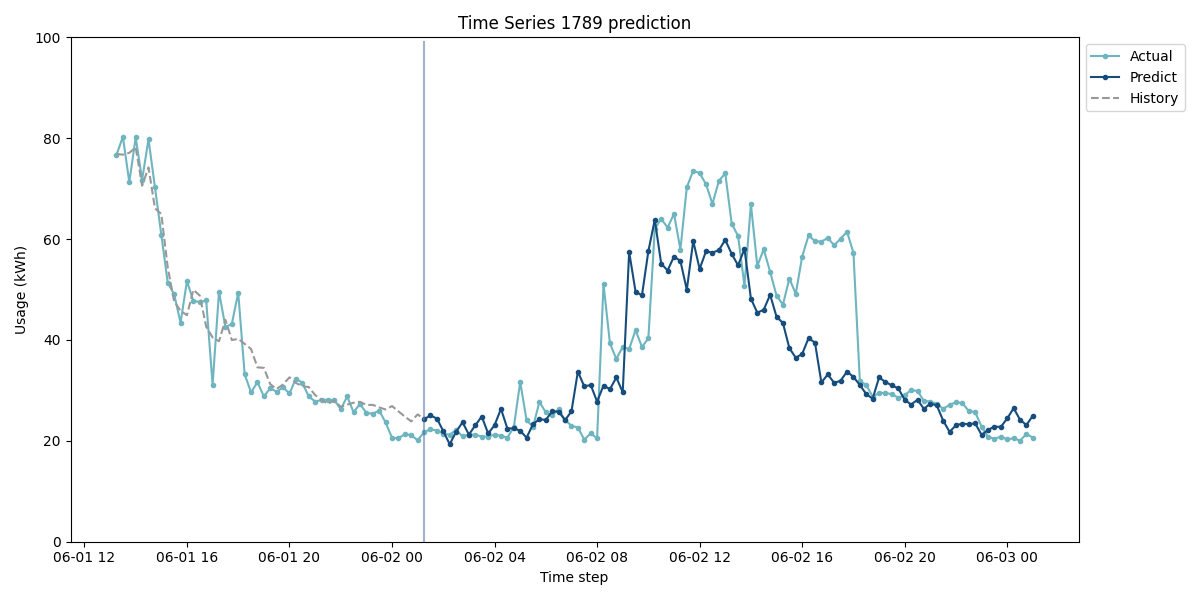 Time Series 1789 prediction
100
80
60
40
20
0
Usage (kWh)
06-01 12
06-01 16
06-01 20
06-02 00
06-02 04
06-02 08
06-02 12
06-02 16
06-02 20
06-03 00
Time step
Actual
Predict
History